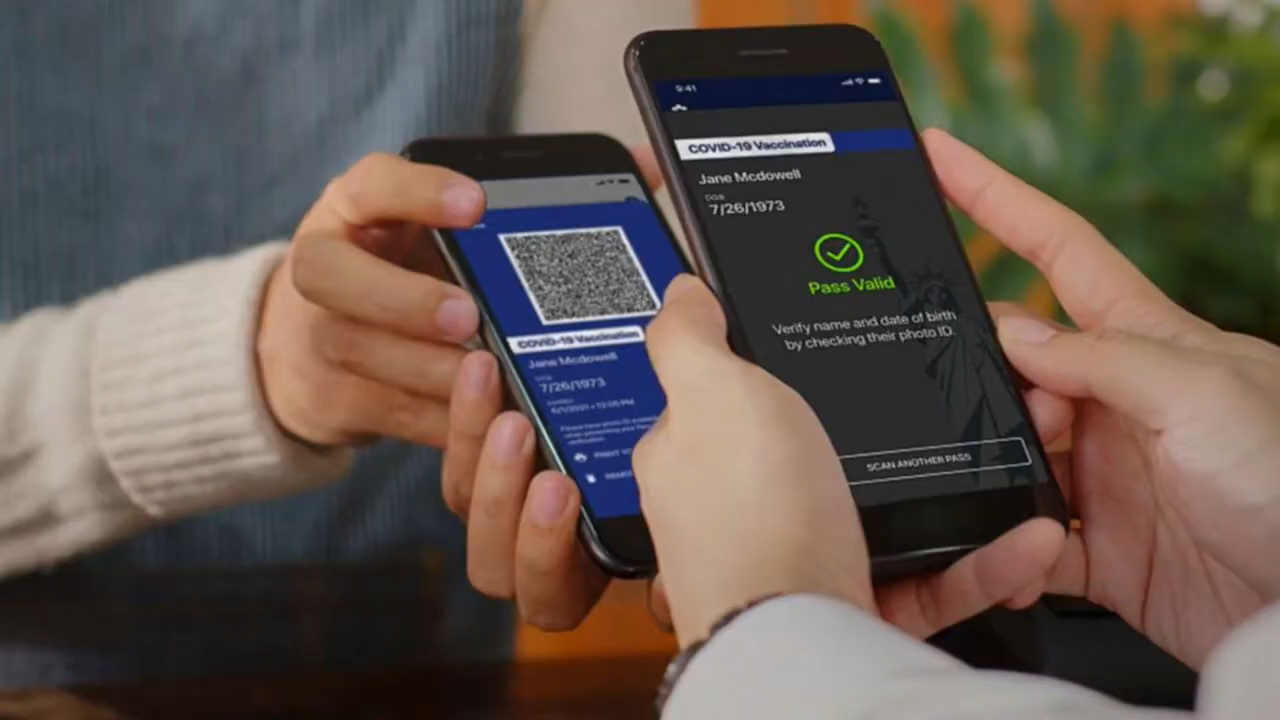 COVID-19 Vaccination
Jane Mcdowell
DOB
7/26/1973
9:41
COVID-19 Vaccination
Jane Mcdowell
DOB
7/26/1973
Pass Valid
Verify name and date of birth
by checking their photo ID.
SCAN ANOTHER PASS